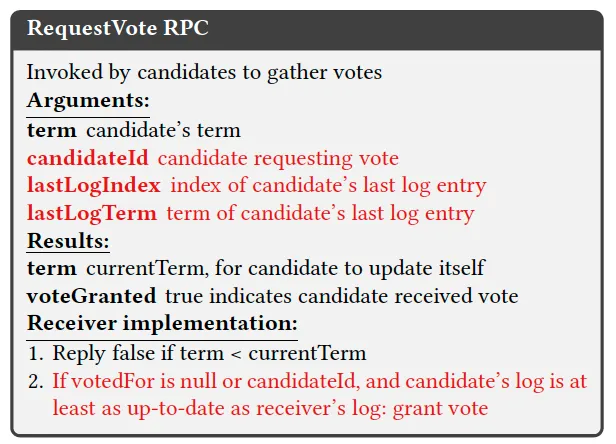 RequestVote RPC
Invoked by candidates to gather votes
Arguments:
term candidate's term
candidateId candidate requesting vote
lastLogIndex index of candidate's last log entry
lastLogTerm term of candidate's last log entry
Results:
term currentTerm, for candidate to update itself
voteGranted true indicates candidate received vote
Receiver implementation:
1. Reply false if term < currentTerm
2. If votedFor is null or candidateId, and candidate's log is at
least as up-to-date as receiver's log: grant vote